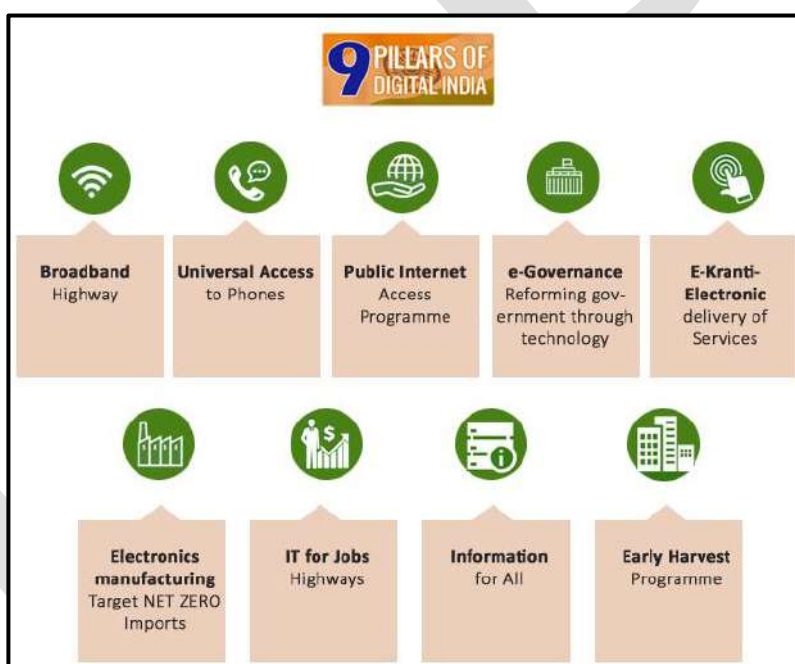 9 PILLARS OF
DIGITAL INDIA
Broadband
Highway
Universal Access
to Phones
Public Internet
Access
Programme
e-Governance
Reforming gov-
ernment through
technology
E-Kranti-
Electronic
delivery of
Services
Electronics
manufacturing
Target NET ZERO
Imports
IT for Jobs
Highways
Information
for All
Early Harvest
Programme